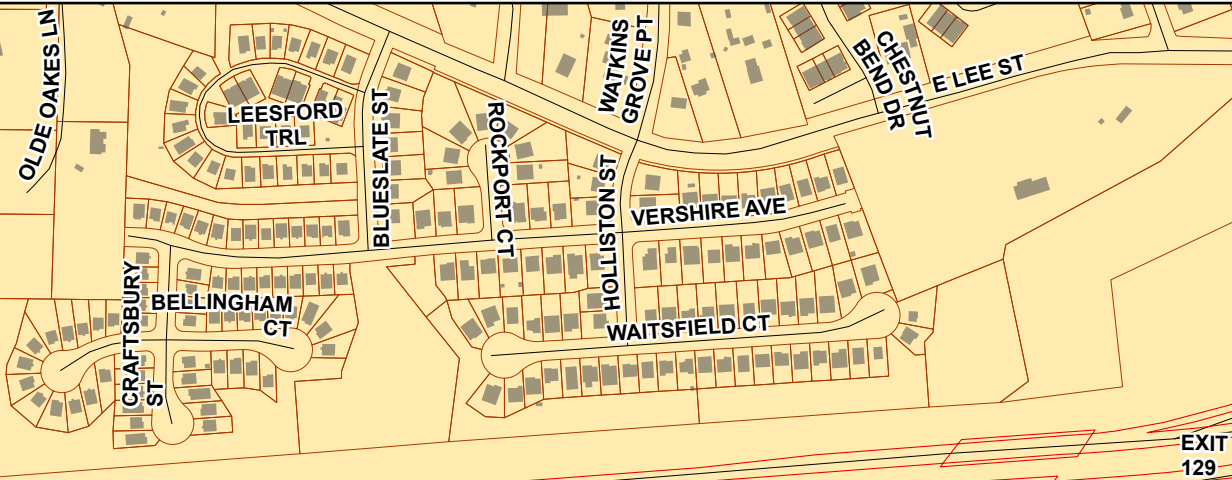 OLDE OAKES LN
WATKINS
GROVE PT
CHESTNUT
BEND DR
E LEE ST
LEESFORD
TRL
BLUESLATE ST
ROCKPORT CT
HOLLISTON ST
VERSHIRE AVE
CRAFTSBURY
ST
BELLINGHAM
CT
WAITSFIELD CT
EXIT
129